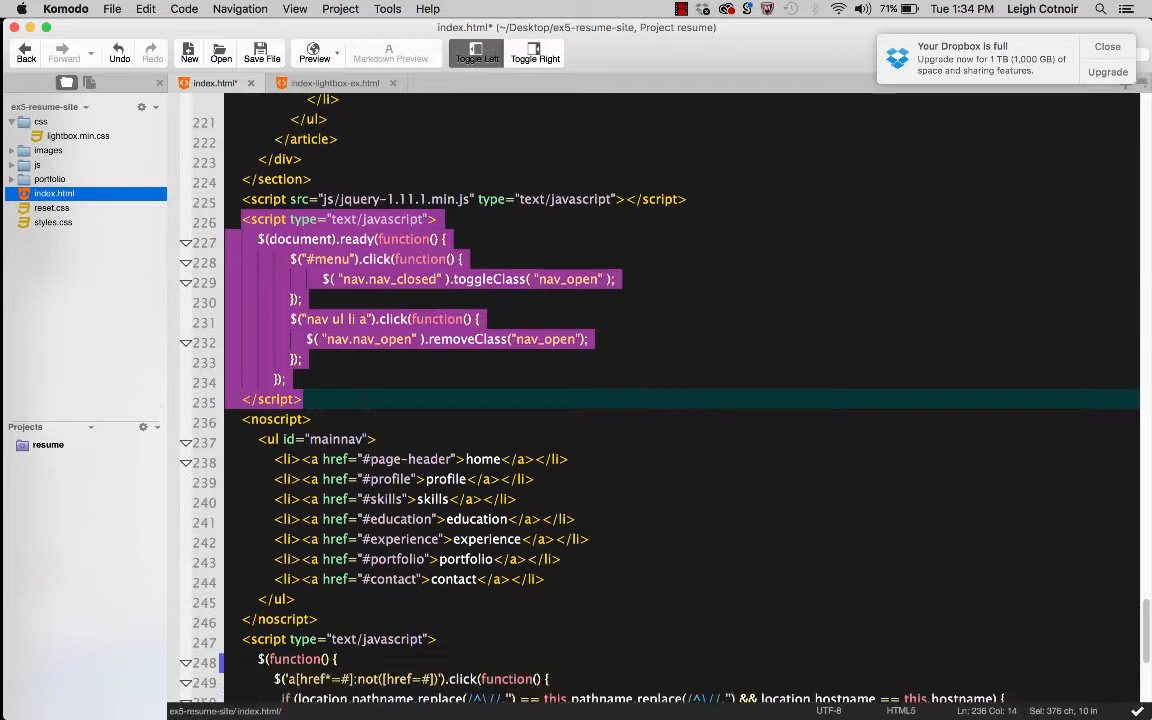 Komodo File Edit Code Navigation View Project Tools Help 71% Tue 1:34 PM Leigh Cotnoir
index.html* (~/Desktop/ex5-resume-site, Project resume)
Back Forward Undo Redo New Open Save File Preview Markdown Preview Toggle Left Toggle Right
Your Dropbox is full
Upgrade now for 1 TB (1,000 GB) of
space and sharing features.
Close
Upgrade
index.html* index-lightbox-ex.html
ex5-resume-site
css
lightbox.min.css
images
js
portfolio
index.html
reset.css
styles.css
Projects
resume
</li>
221 </ul>
222 </article>
223 </div>
224 </section>
225 <script src="js/jquery-1.11.1.min.js" type="text/javascript"></script>
226 <script type="text/javascript">
227 $(document).ready(function() {
228 $("#menu").click(function() {
229 $( "nav.nav_closed" ).toggleClass( "nav_open" );
230 });
231 $("nav ul li a").click(function() {
232 $( "nav.nav_open" ).removeClass("nav_open");
233 });
234 });
235 </script>
236 <noscript>
237 <ul id="mainnav">
238 <li><a href="#page-header">home</a></li>
239 <li><a href="#profile">profile</a></li>
240 <li><a href="#skills">skills</a></li>
241 <li><a href="#education">education</a></li>
242 <li><a href="#experience">experience</a></li>
243 <li><a href="#portfolio">portfolio</a></li>
244 <li><a href="#contact">contact</a></li>
245 </ul>
246 </noscript>
247 <script type="text/javascript">
248 $(function() {
249 $('a[href*=#]:not([href=#])').click(function() {
if (location.pathname.replace(/^\//,'') == this.pathname.replace(/^\//,'') && location.hostname == this.hostname) {
ex5-resume-site/index.html/ UTF-8 HTML5 Ln: 236 Col: 14 Sel: 376 ch, 10 ln